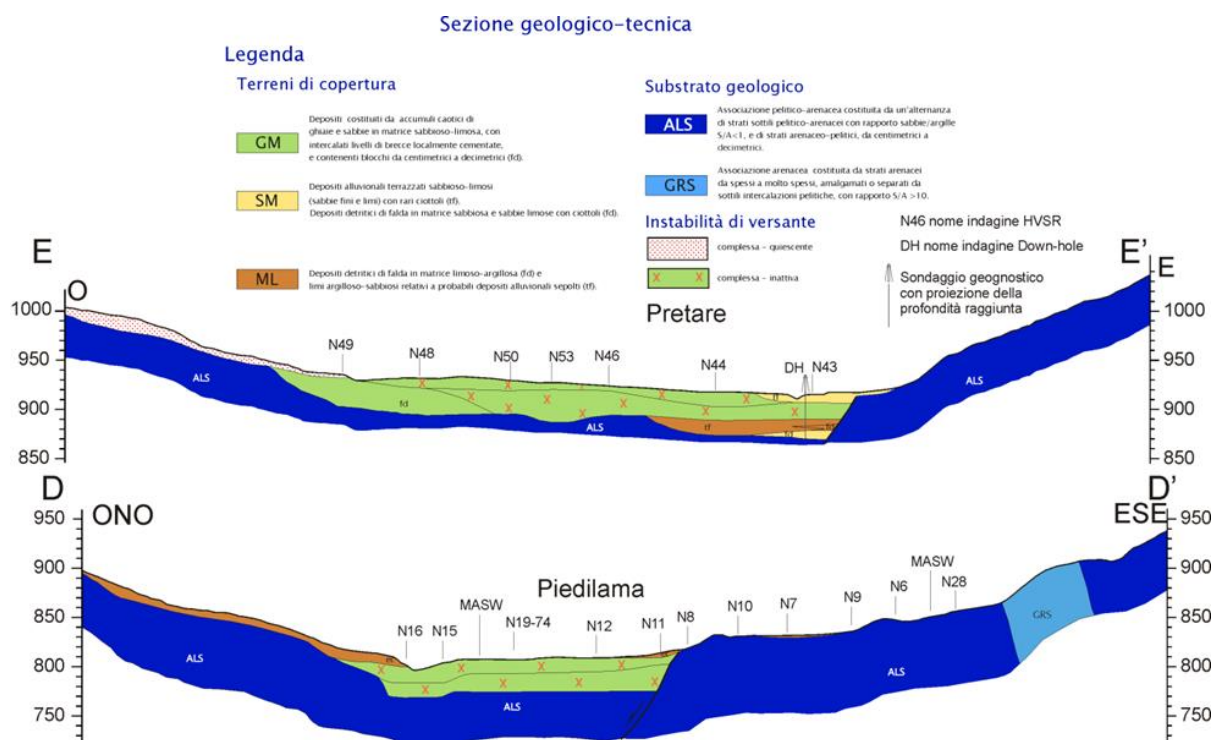 Sezione geologico-tecnica
Legenda
Terreni di copertura
GM
Depositi costituiti da accumuli caotici di
ghiaie e sabbie in matrice sabbioso-limosa, con
intercalati livelli di brecce localmente cementate,
e contenenti blocchi da centimetrici a decimetrici (fd).
SM
Depositi alluvionali terrazzati sabbioso-limosi
(sabbie fini e limi) con rari ciottoli (tf).
Depositi detritici di falda in matrice sabbiosa e sabbie limose con ciottoli (fd).
ML
Depositi detritici di falda in matrice limoso-argillosa (fd) e
limi argilloso-sabbiosi relativi a probabili depositi alluvionali sepolti (tf).
Substrato geologico
ALS
Associazione pelitico-arenacea costituita da un'alternanza
di strati sottili pelitico-arenacei con rapporto sabbie/argille
S/A<1, e di strati arenaceo-pelitici, da centimetrici a
decimetrici.
GRS
Associazione arenacea costituita da strati arenacei
da spessi a molto spessi, amalgamati o separati da
sottili intercalazioni pelitiche, con rapporto S/A >10.
Instabilità di versante
complessa - quiescente
complessa - inattiva
N46 nome indagine HVSR
DH nome indagine Down-hole
Sondaggio geognostico
con proiezione della
profondità raggiunta
E
O
Pretare
E'
E
1000
950
900
850
N49
N48
N50
N53
N46
N44
DH
N43
1000
950
900
850
ALS
fd
ALS
tf
tf
fd
ALS
D
ONO
Piedilama
D'
ESE
950
900
850
800
750
N16
N15
MASW
N19-74
N12
N11
N8
N10
N7
N9
N6
MASW
N28
950
900
850
800
750
ALS
ALS
ALS
GRS